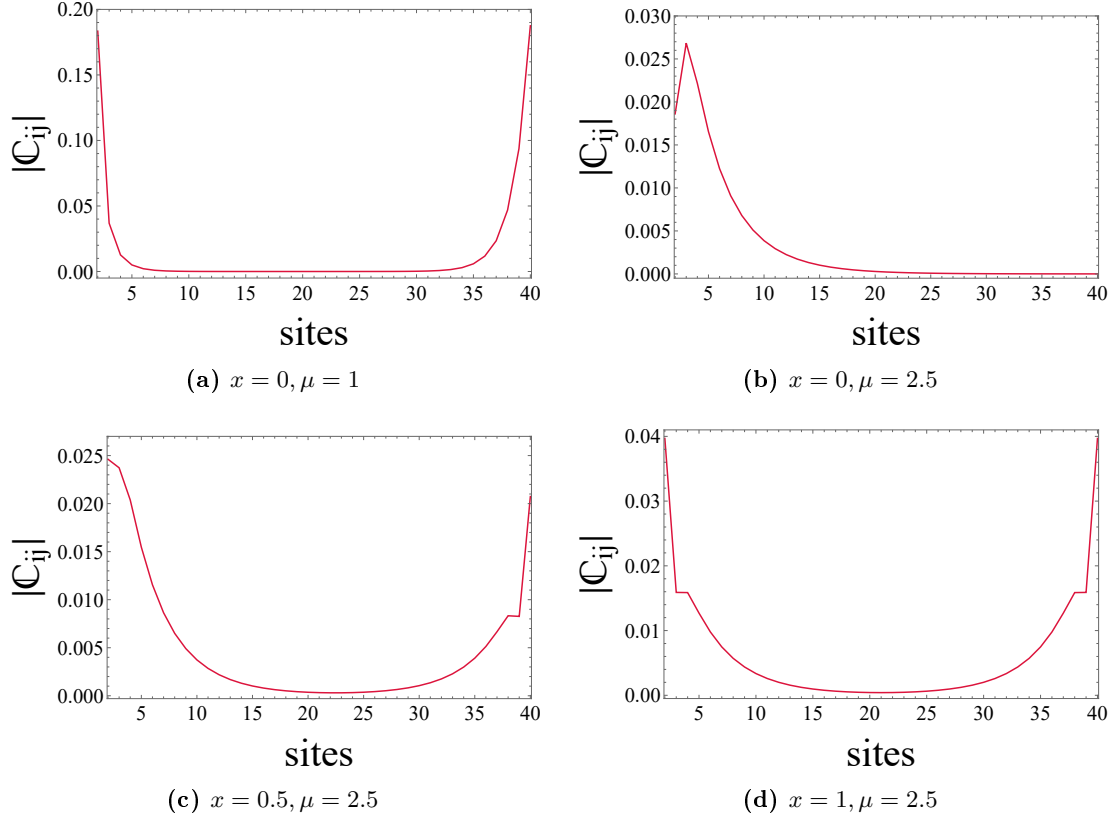 0.20
0.15
0.10
0.05
0.00
|ℂij|
5 10 15 20 25 30 35 40
sites
(a) x = 0, μ = 1
0.030
0.025
0.020
0.015
0.010
0.005
0.000
|ℂij|
5 10 15 20 25 30 35 40
sites
(b) x = 0, μ = 2.5
0.025
0.020
0.015
0.010
0.005
0.000
|ℂij|
5 10 15 20 25 30 35 40
sites
(c) x = 0.5, μ = 2.5
0.04
0.03
0.02
0.01
0.00
|ℂij|
5 10 15 20 25 30 35 40
sites
(d) x = 1, μ = 2.5